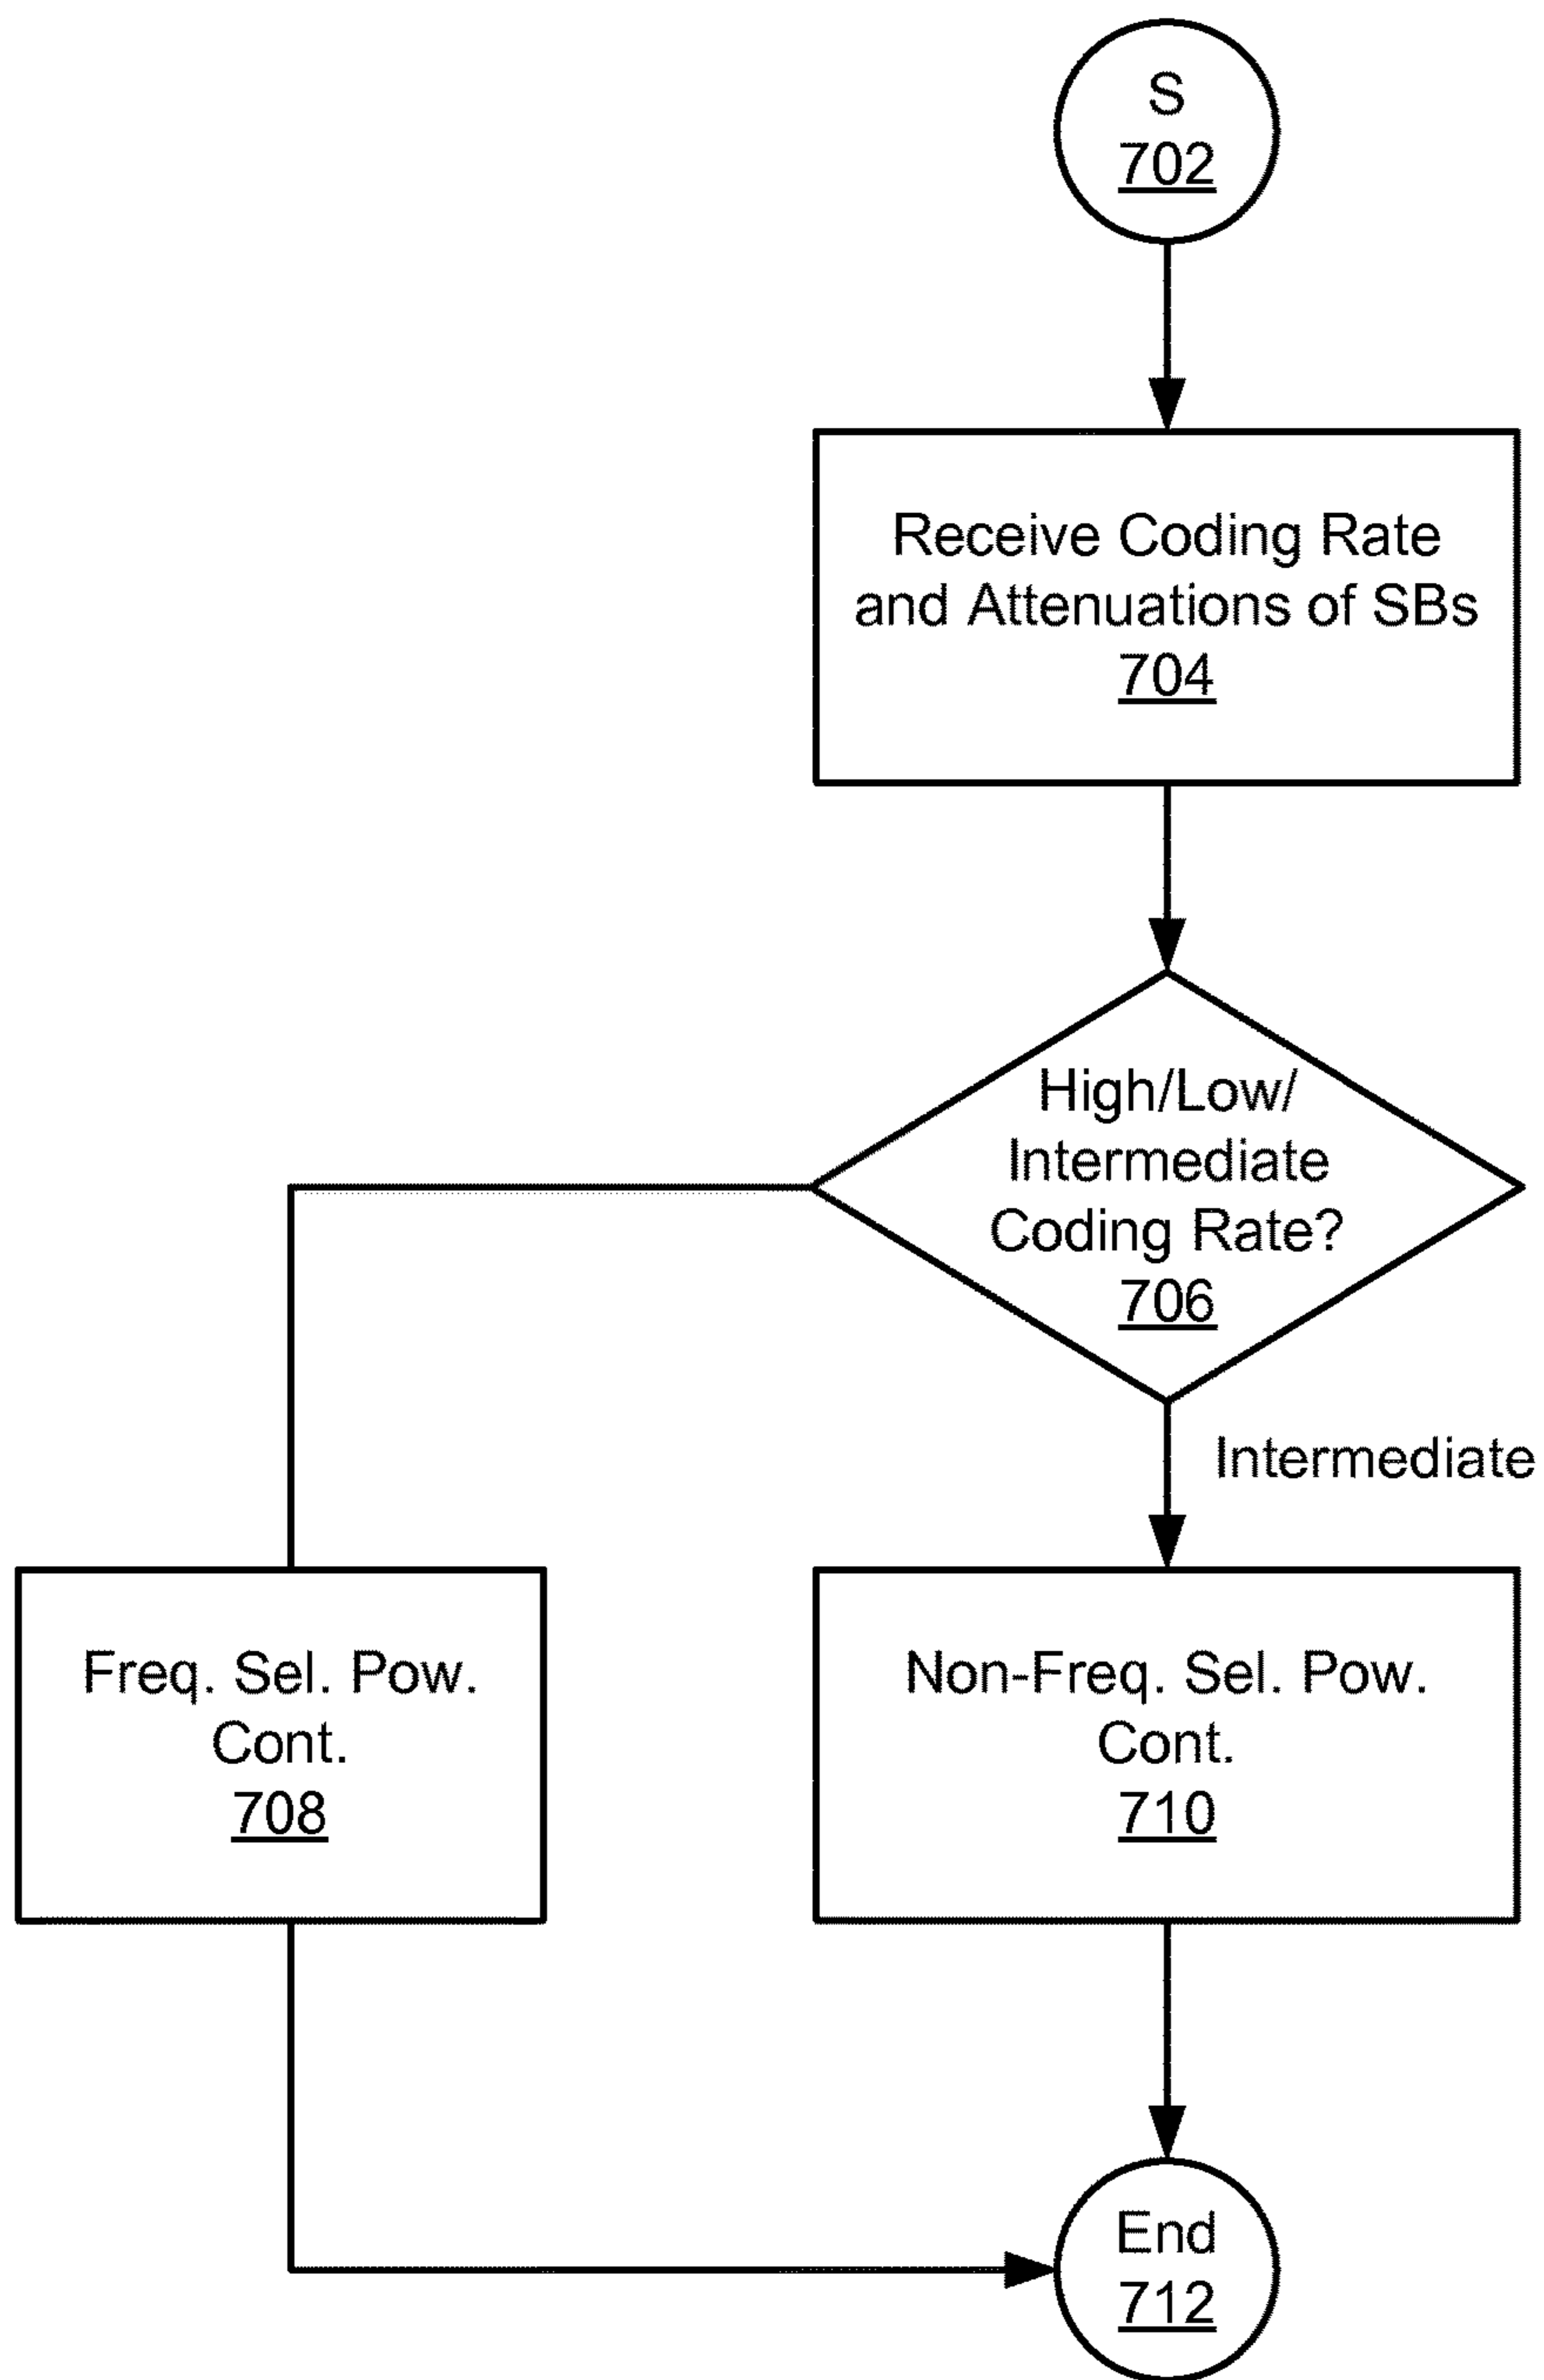 S
702
Receive Coding Rate
and Attenuations of SBs
704
High/Low/
Intermediate
Coding Rate?
706
Intermediate
Freq. Sel. Pow.
Cont.
708
Non-Freq. Sel. Pow.
Cont.
710
End
712